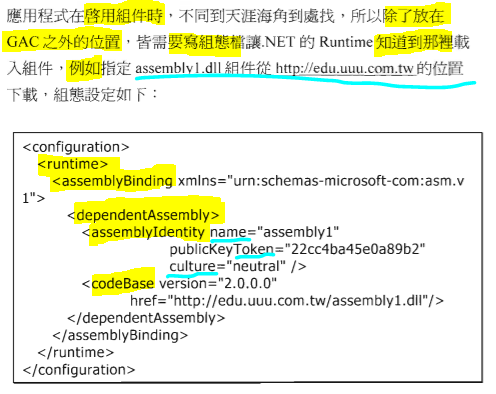 應用程式在啓用組件時，不同到天涯海角到處找，所以除了放在
GAC 之外的位置，皆需要寫組態檔讓.NET 的 Runtime 知道到那裡載
入組件，例如指定 assembly1.dll 組件從 http://edu.uuu.com.tw 的位置
下載，組態設定如下：
<configuration>
<runtime>
<assemblyBinding xmlns="urn:schemas-microsoft-com:asm.v
1">
<dependentAssembly>
<assemblyIdentity name="assembly1"
publicKeyToken="22cc4ba45e0a89b2"
culture="neutral" />
<codeBase version="2.0.0.0"
href="http://edu.uuu.com.tw/assembly1.dll"/>
</dependentAssembly>
</assemblyBinding>
</runtime>
</configuration>